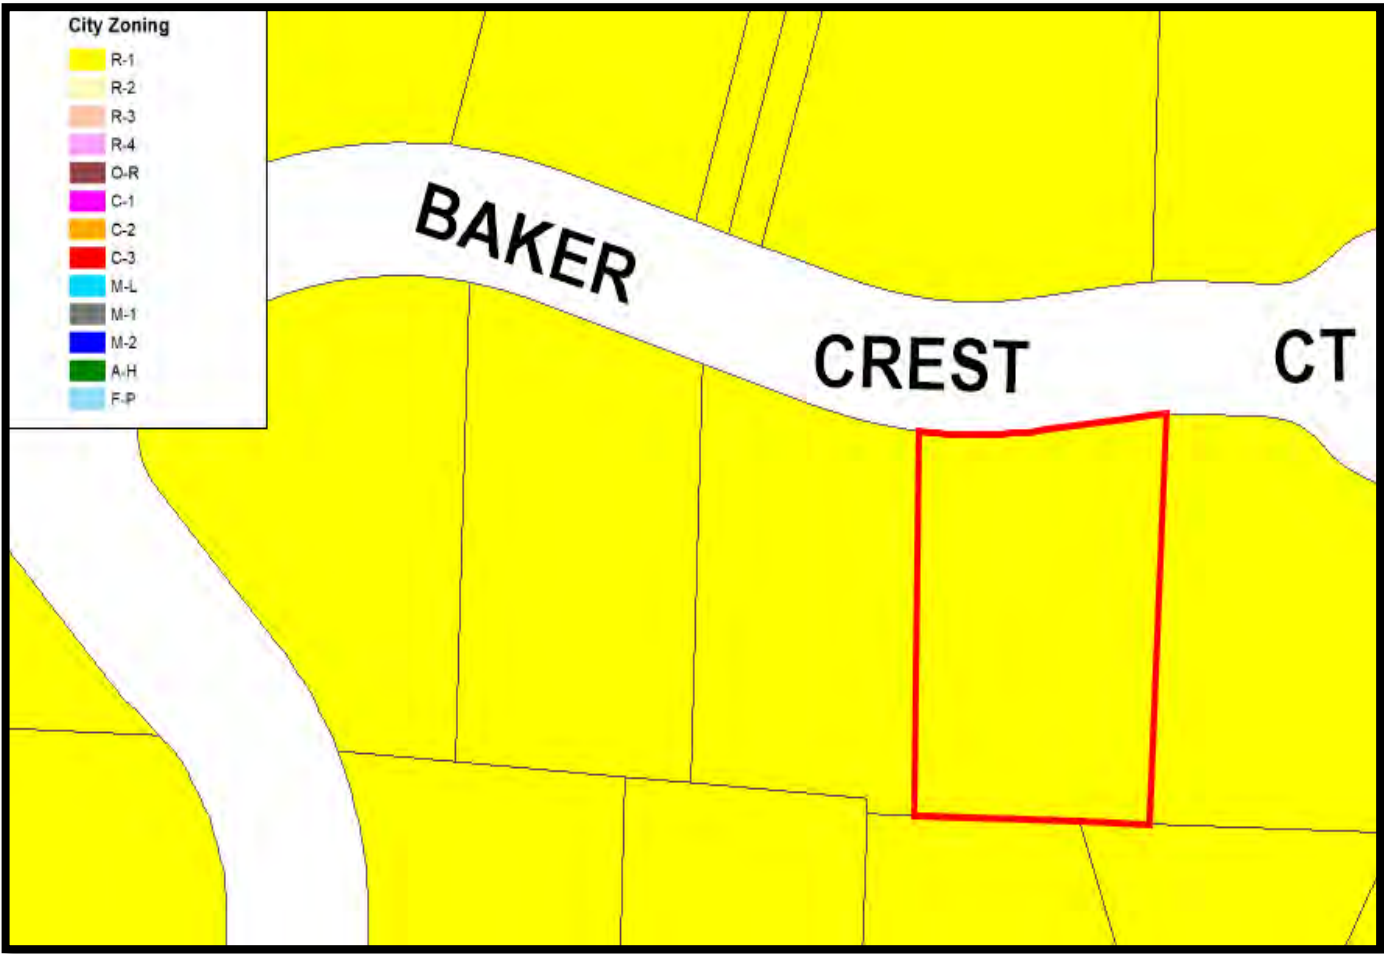 City Zoning
R-1
R-2
R-3
R-4
O-R
C-1
C-2
C-3
M-L
M-1
M-2
A-H
F-P
BAKER
CREST
CT